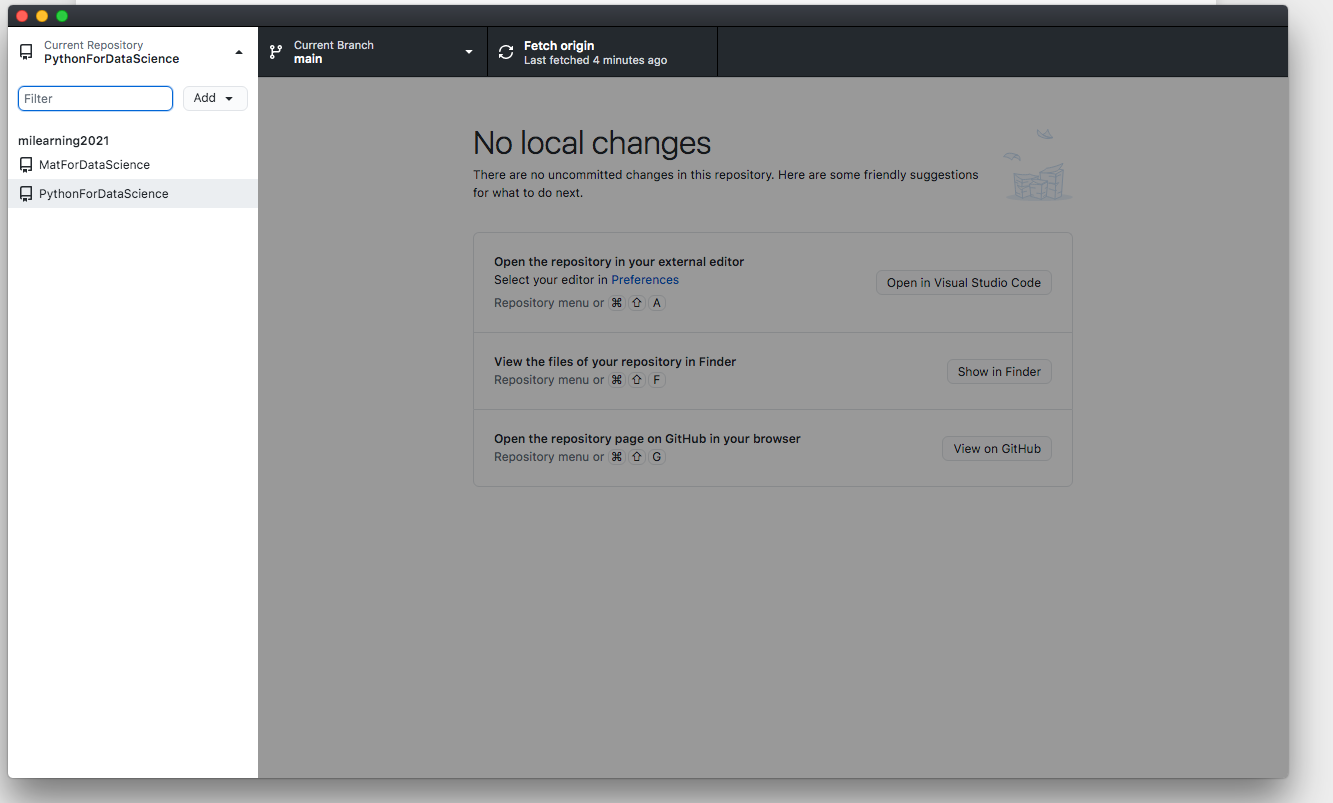 Current Repository
PythonForDataScience
Current Branch
main
Fetch origin
Last fetched 4 minutes ago
Filter
Add
milearning2021
MatForDataScience
PythonForDataScience
No local changes
There are no uncommitted changes in this repository. Here are some friendly suggestions
for what to do next.
Open the repository in your external editor
Select your editor in Preferences
Repository menu or ⌘ ⇧ A
Open in Visual Studio Code
View the files of your repository in Finder
Repository menu or ⌘ ⇧ F
Show in Finder
Open the repository page on GitHub in your browser
Repository menu or ⌘ ⇧ G
View on GitHub